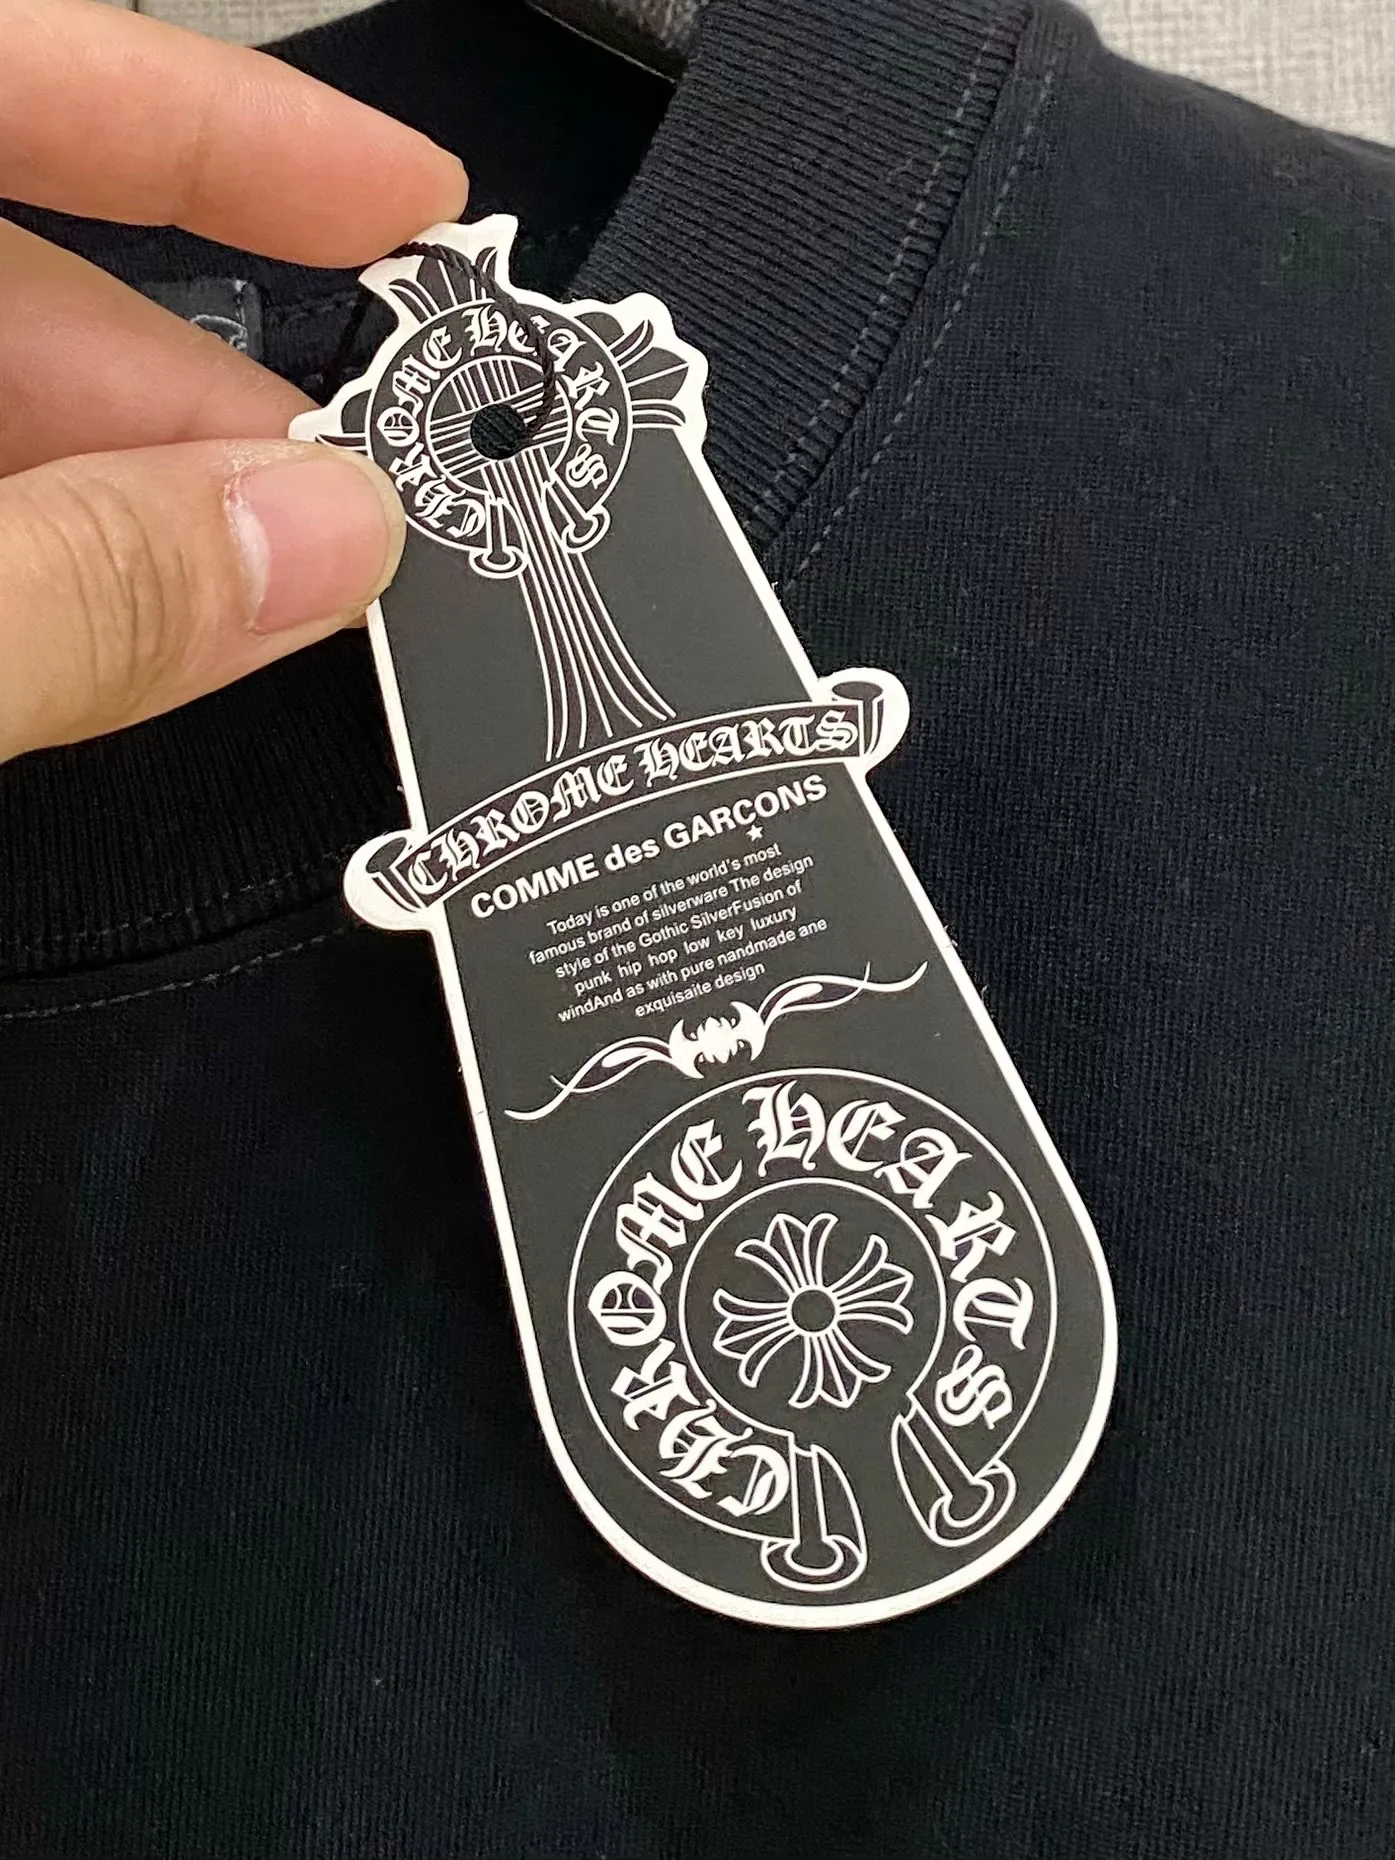 CHROME HEARTS
CHROME HEARTS
COMME des GARCONS
Today is one of the world's most
famous brand of silverware The design
style of the Gothic SilverFusion of
punk hip hop low key luxury
windAnd as with pure nandmade ane
exquisaite design
CHROME HEARTS